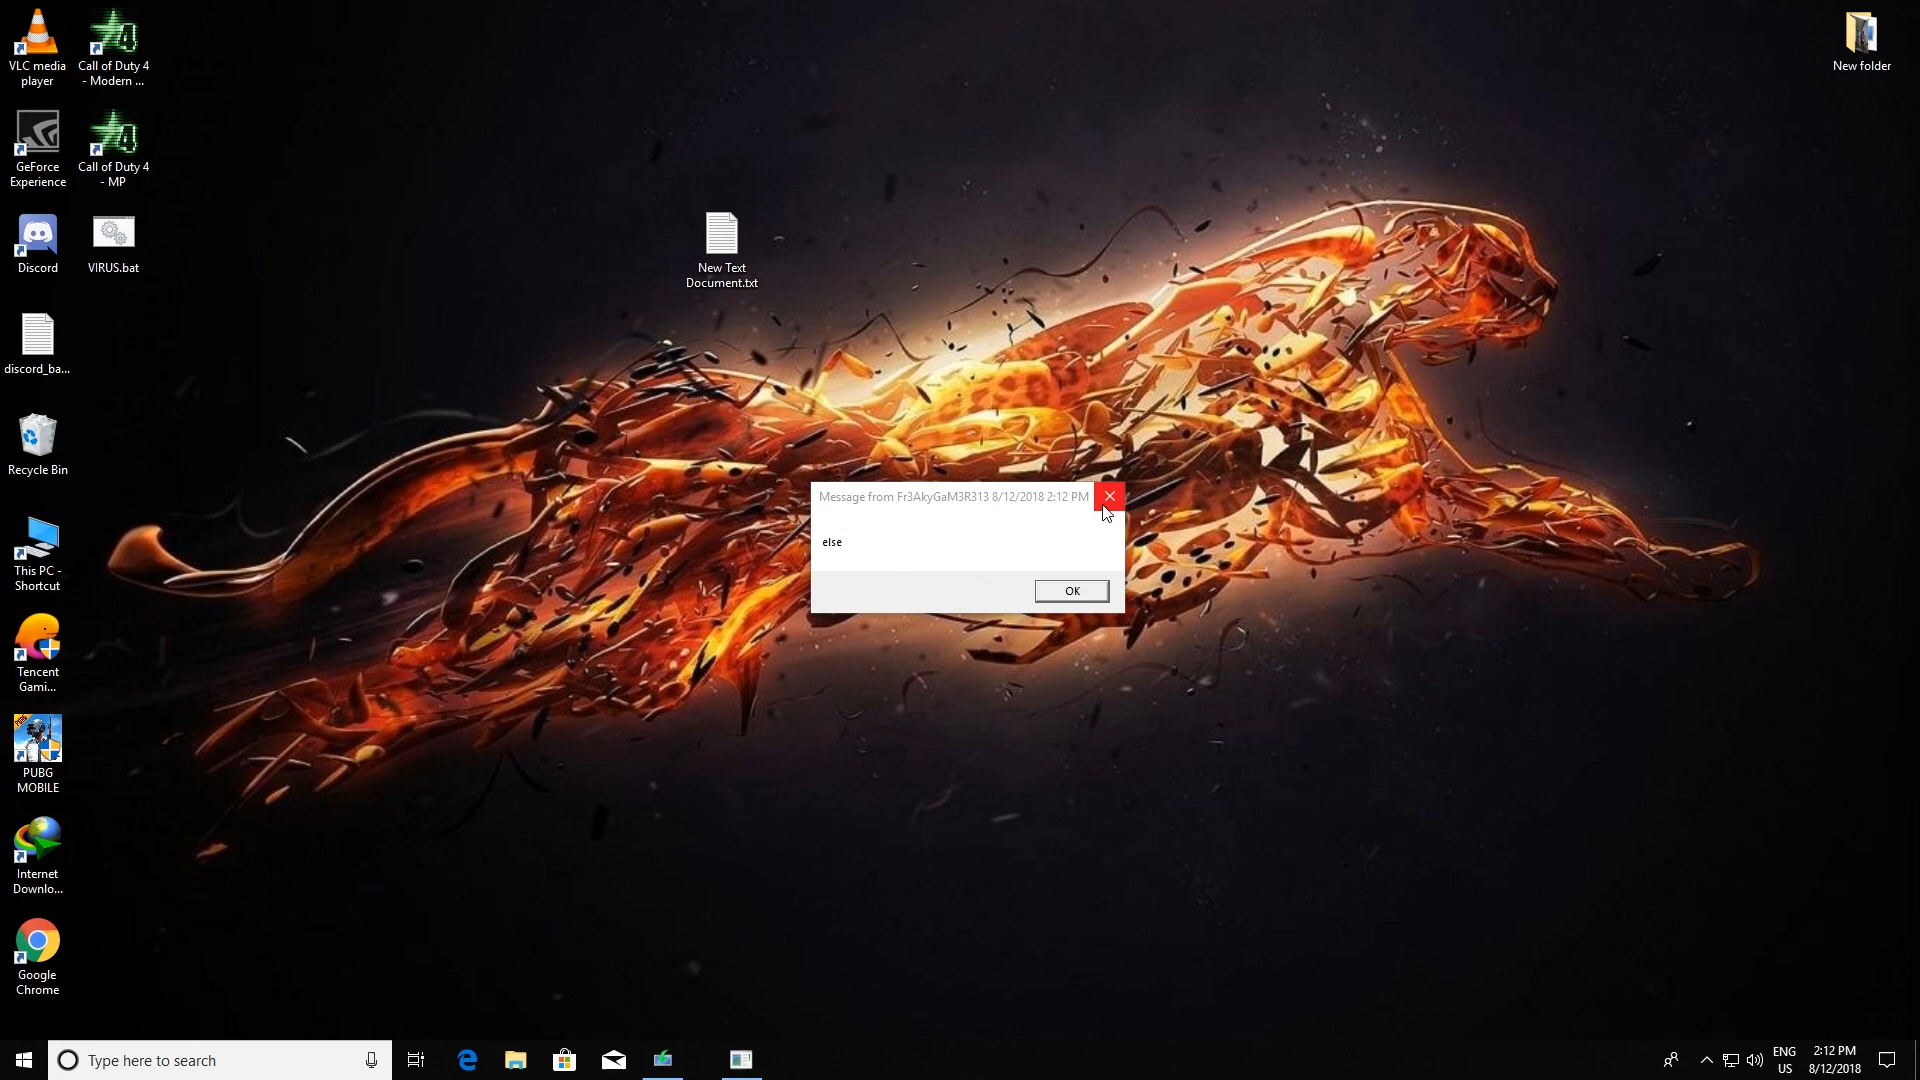 VLC media
player
Call of Duty 4
- Modern ...
New folder
GeForce
Experience
Call of Duty 4
- MP
Discord
VIRUS.bat
New Text
Document.txt
discord_ba...
Recycle Bin
Message from Fr3AkyGaM3R313 8/12/2018 2:12 PM
else
OK
This PC -
Shortcut
Tencent
Gami...
PUBG
MOBILE
Internet
Downlo...
Google
Chrome
Type here to search
ENG
US
2:12 PM
8/12/2018